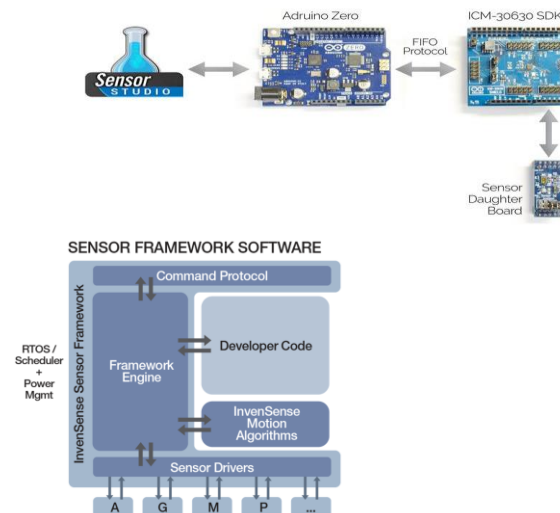 Adruino Zero
ICM-30630 SDK
Sensor
STUDIO
FIFO
Protocol
Sensor
Daughter
Board
SENSOR FRAMEWORK SOFTWARE
InvenSense Sensor Framework
Command Protocol
RTOS /
Scheduler
+
Power
Mgmt
Framework
Engine
Developer Code
InvenSense
Motion
Algorithms
Sensor Drivers
A
G
M
P
...